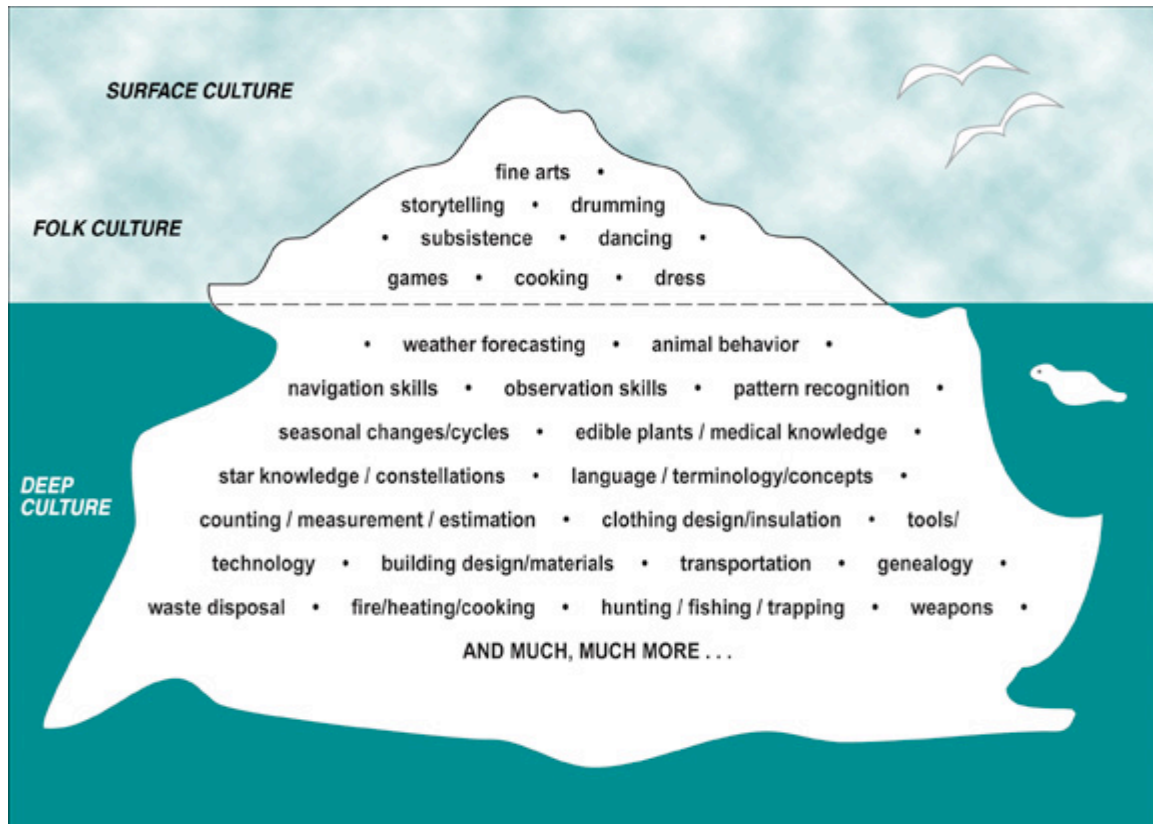 SURFACE CULTURE
fine arts •
storytelling • drumming
FOLK CULTURE
• subsistence • dancing •
games • cooking • dress
• weather forecasting • animal behavior •
navigation skills • observation skills • pattern recognition •
seasonal changes/cycles • edible plants / medical knowledge •
star knowledge / constellations • language / terminology/concepts •
DEEP
CULTURE
counting / measurement / estimation • clothing design/insulation • tools/
technology • building design/materials • transportation • genealogy •
waste disposal • fire/heating/cooking • hunting / fishing / trapping • weapons •
AND MUCH, MUCH MORE . . .